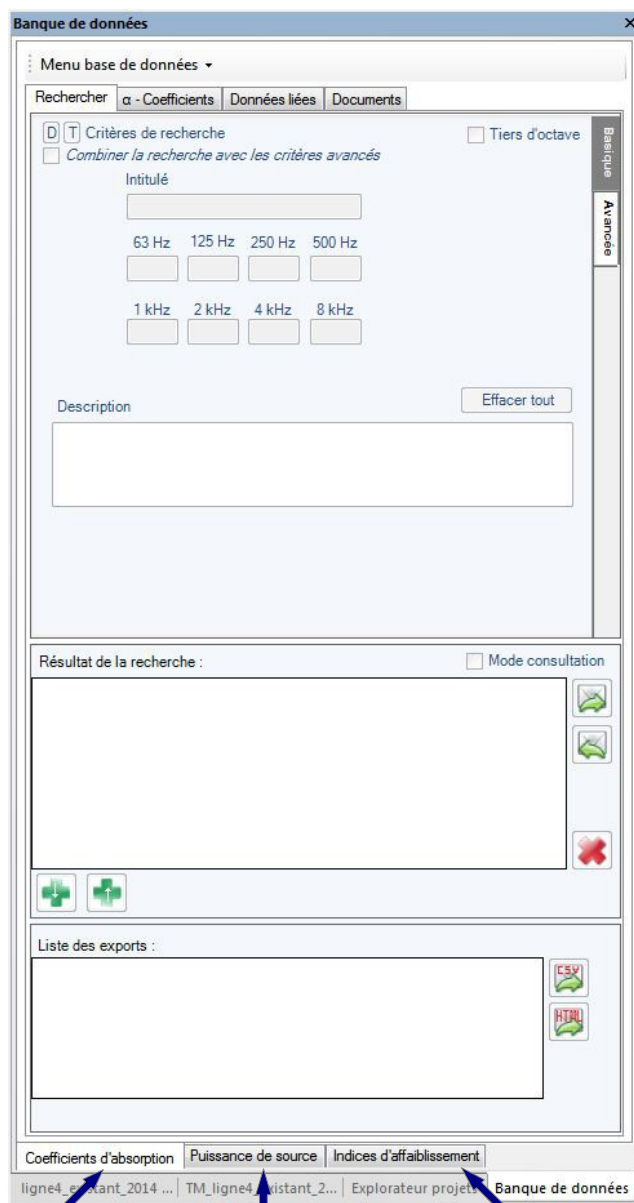 Banque de données
Menu base de données
Rechercher α - Coefficients Données liées Documents
D T Critères de recherche Tiers d'octave
Combiner la recherche avec les critères avancés
Basique
Avancée
Intitulé
63 Hz 125 Hz 250 Hz 500 Hz
1 kHz 2 kHz 4 kHz 8 kHz
Description Effacer tout
Résultat de la recherche : Mode consultation
Liste des exports :
CSV
HTML
Coefficients d'absorption Puissance de source Indices d'affaiblissement
ligne4_existant_2014 ... TM_ligne4_existant_2... Explorateur projets Banque de données